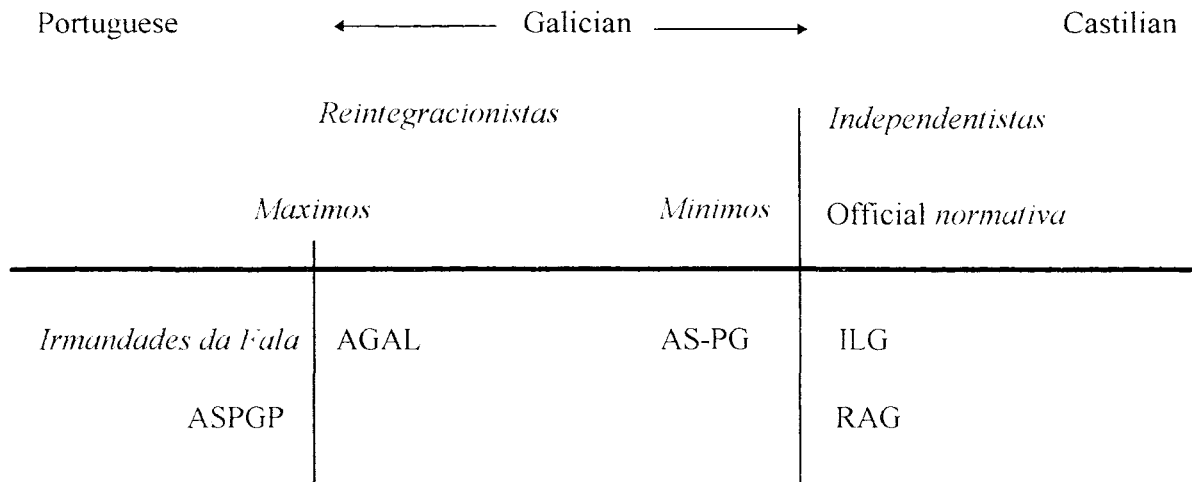 Portuguese Galician Castilian
Reintegracionistas Independentistas
Maximos Minimos Official normativa
Irmandades da Fala AGAL AS-PG ILG
ASPGP RAG